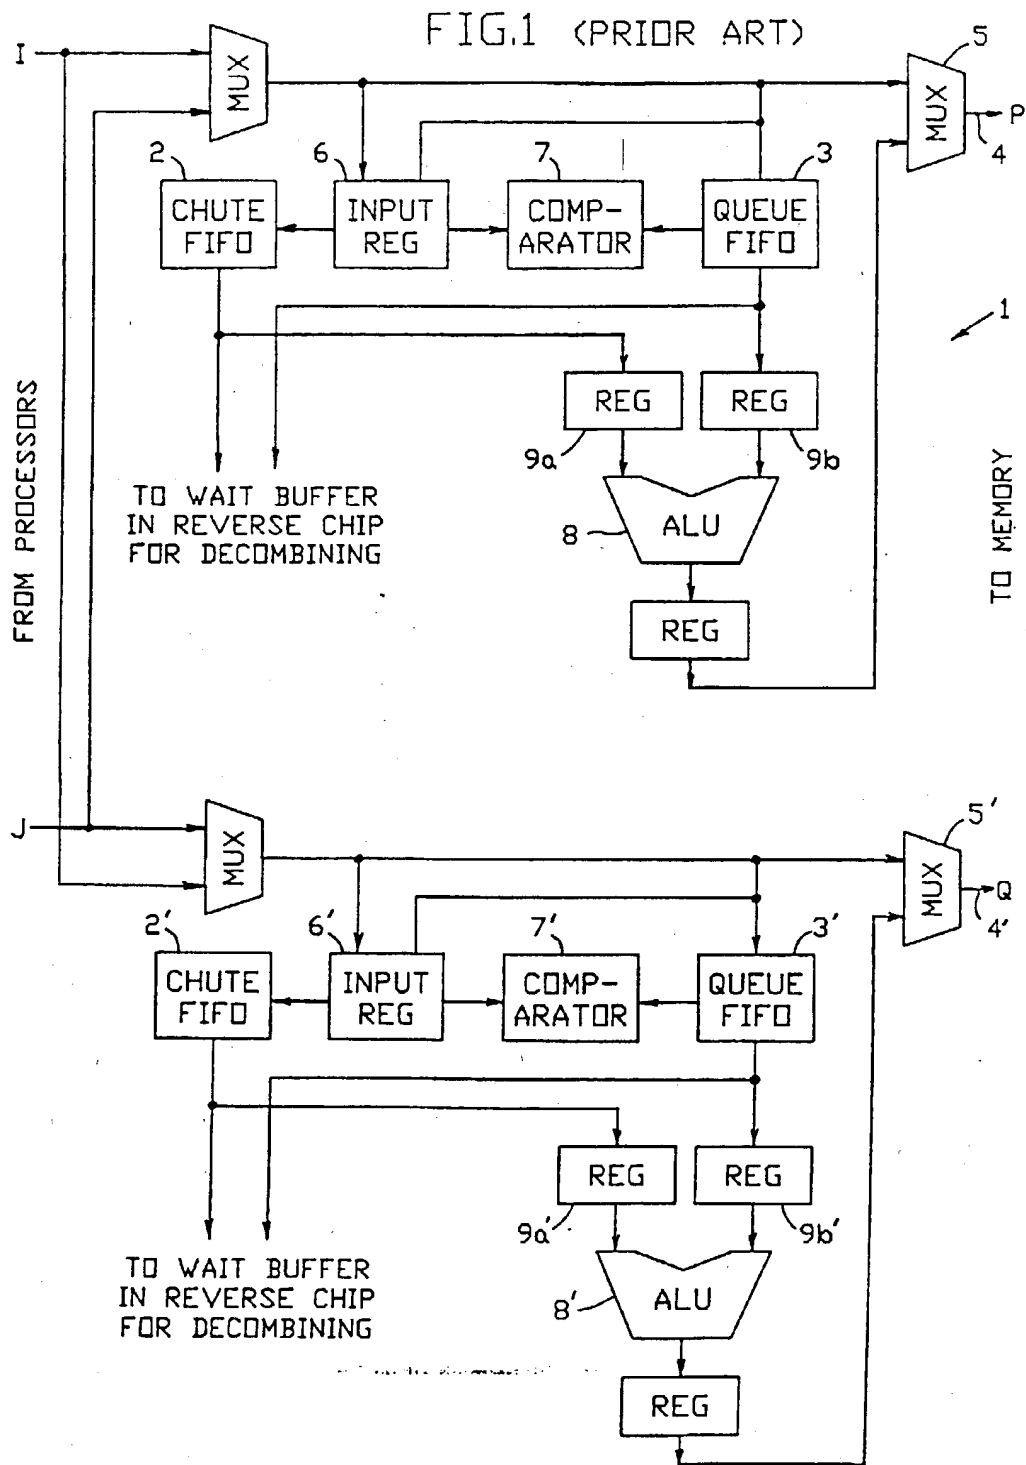 FIG.1 (PRIOR ART)
I
MUX
5
MUX
P
4
2
6
7
3
CHUTE
FIFO
INPUT
REG
COMP-
ARATOR
QUEUE
FIFO
1
FROM PROCESSORS
TO MEMORY
REG
REG
9a
9b
TO WAIT BUFFER
IN REVERSE CHIP
FOR DECOMBINING
8
ALU
REG
J
MUX
5'
MUX
Q
4'
2'
6'
7'
3'
CHUTE
FIFO
INPUT
REG
COMP-
ARATOR
QUEUE
FIFO
REG
REG
9a'
9b'
TO WAIT BUFFER
IN REVERSE CHIP
FOR DECOMBINING
8'
ALU
REG